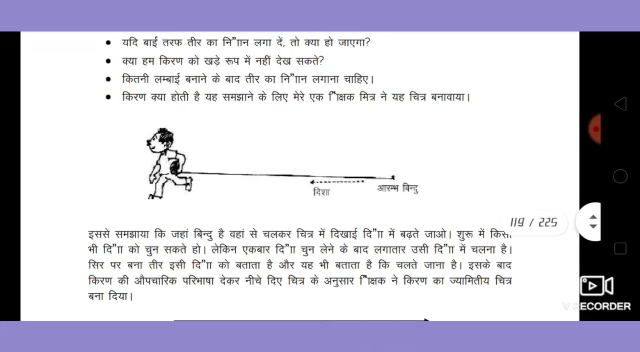 यदि बाईं तरफ तीर का नि"ाान लगा दें, तो क्या हो जाएगा?
क्या हम किरण को खड़े रूप में नहीं देख सकते?
कितनी लम्बाई बनाने के बाद तीर का नि"ाान लगाना चाहिए।
किरण क्या होती है यह समझाने के लिए मेरे एक िाक्षक मित्र ने यह चित्र बनावाया।
दिशा
आरम्भ बिन्दु
119 / 225
इससे समझाया कि जहां बिन्दु है वहां से चलकर चित्र में दिखाई दि"ाा में बढ़ते जाओ। शुरू में किसी
भी दि"ाा को चुन सकते हो। लेकिन एकबार दि"ाा चुन लेने के बाद लगातार उसी दि"ाा में चलना है।
सिर पर बना तीर इसी दि"ाा को बताता है और यह भी बताता है कि चलते जाना है। इसके बाद
किरण की औपचारिक परिभाषा देकर नीचे दिए चित्र के अनुसार िाक्षक ने किरण का ज्यामितीय चित्र
बना दिया।
RECORDER